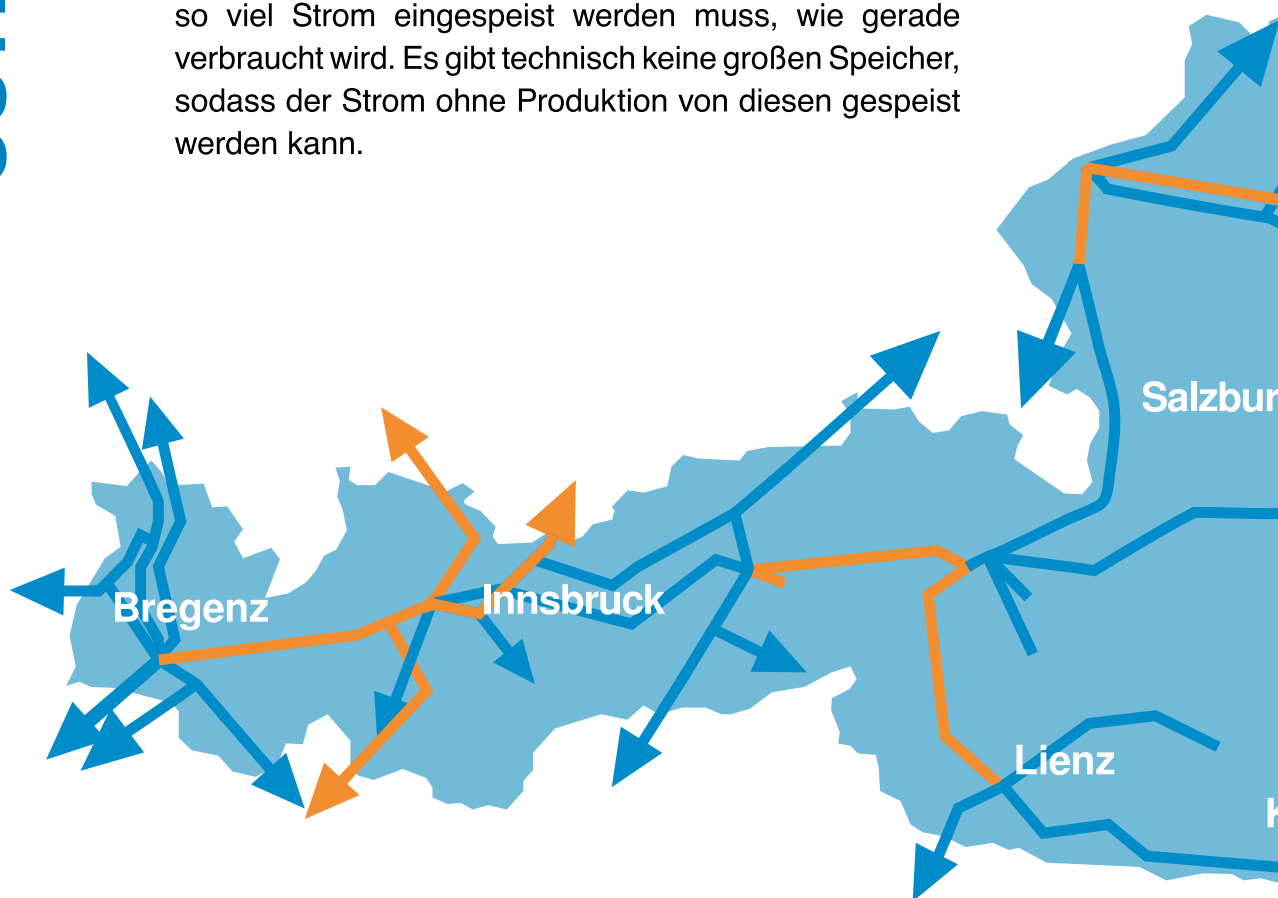 so viel Strom eingespeist werden muss, wie gerade
verbraucht wird. Es gibt technisch keine großen Speicher,
sodass der Strom ohne Produktion von diesen gespeist
werden kann.
Salzbur
Innsbruck
Bregenz
Lienz
K